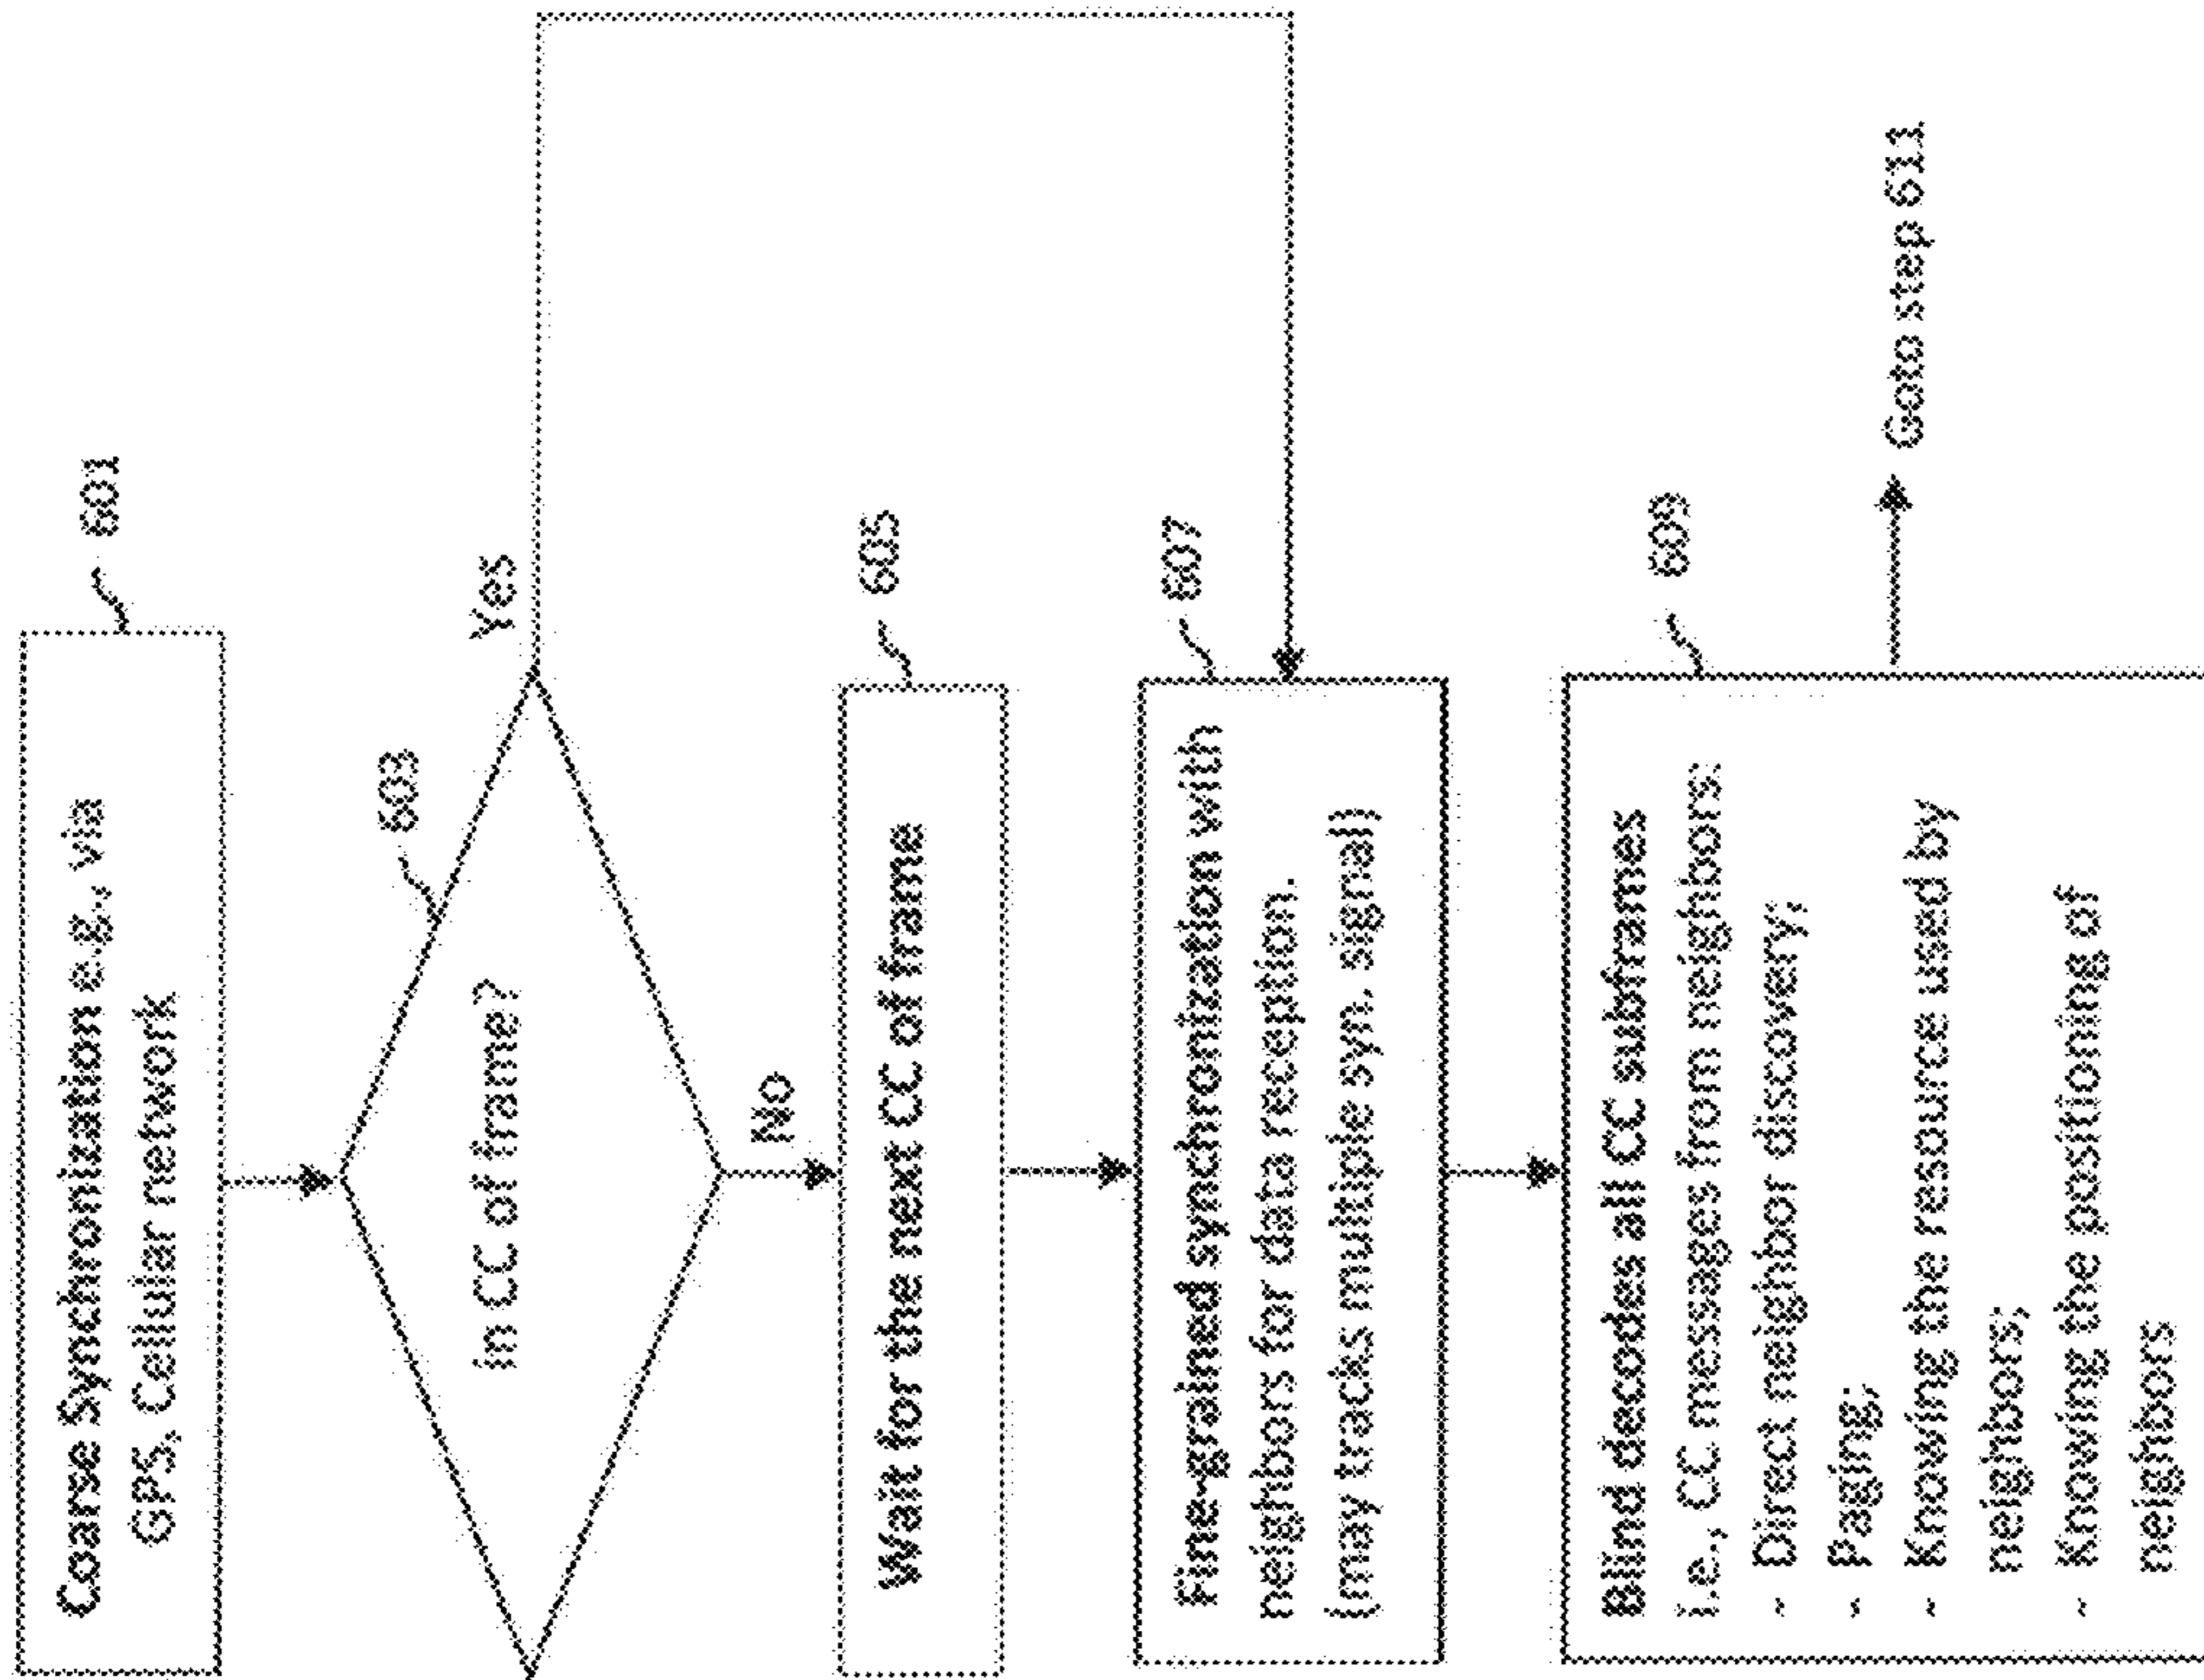 Coarse Synchronization e.g., via
GPS, Cellular network
601
603
in CC of frame?
Yes
No
605
Wait for the next CC of frame
607
Fine-grained synchronization with
neighbors for data reception.
(may tracks multiple syn. signal)
609
Blind decodes all CC subframes
i.e., CC messages from neighbors:
- Direct neighbor discovery;
- Paging;
- Knowing the resource used by
neighbors;
- Knowing the positioning of
neighbors
Goto step 611